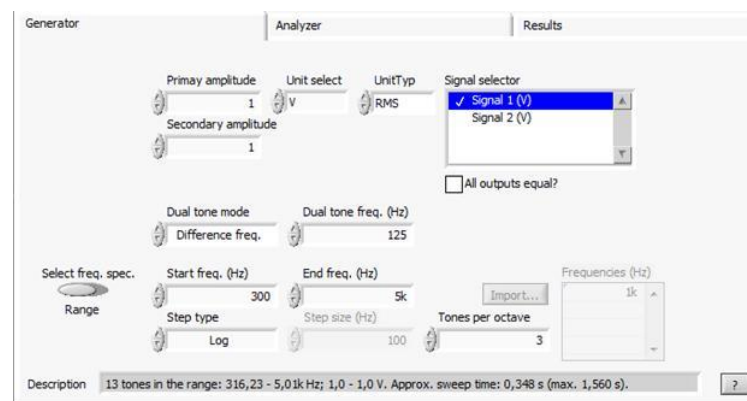 Generator Analyzer Results
Primay amplitude Unit select UnitTyp Signal selector
1 V RMS ✓ Signal 1 (V)
Signal 2 (V)
Secondary amplitude
1
All outputs equal?
Dual tone mode Dual tone freq. (Hz)
Difference freq. 125
Select freq. spec. Start freq. (Hz) End freq. (Hz) Frequencies (Hz)
Range 300 5k Import... 1k
Step type Step size (Hz) Tones per octave
Log 100 3
Description 13 tones in the range: 316,23 - 5,01k Hz; 1,0 - 1,0 V. Approx. sweep time: 0,348 s (max. 1,560 s). ?